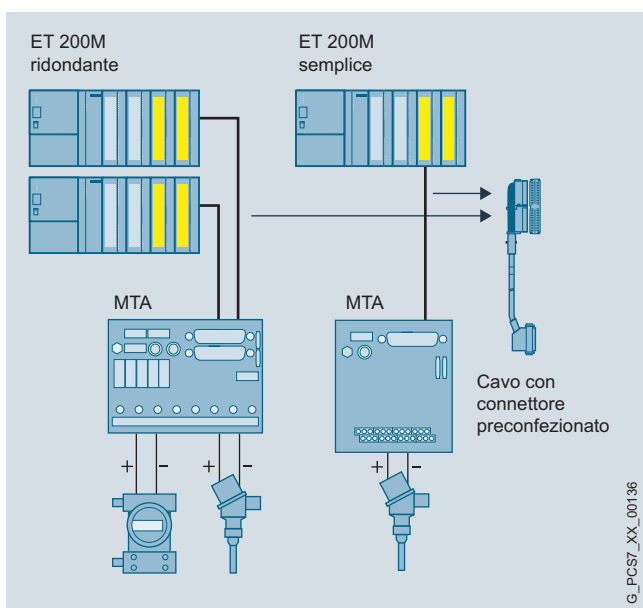 ET 200M
ridondante
ET 200M
semplice
MTA
MTA
Cavo con
connettore
preconfezionato
+ –
+ –
+ –
G_PCS7_XX_00136